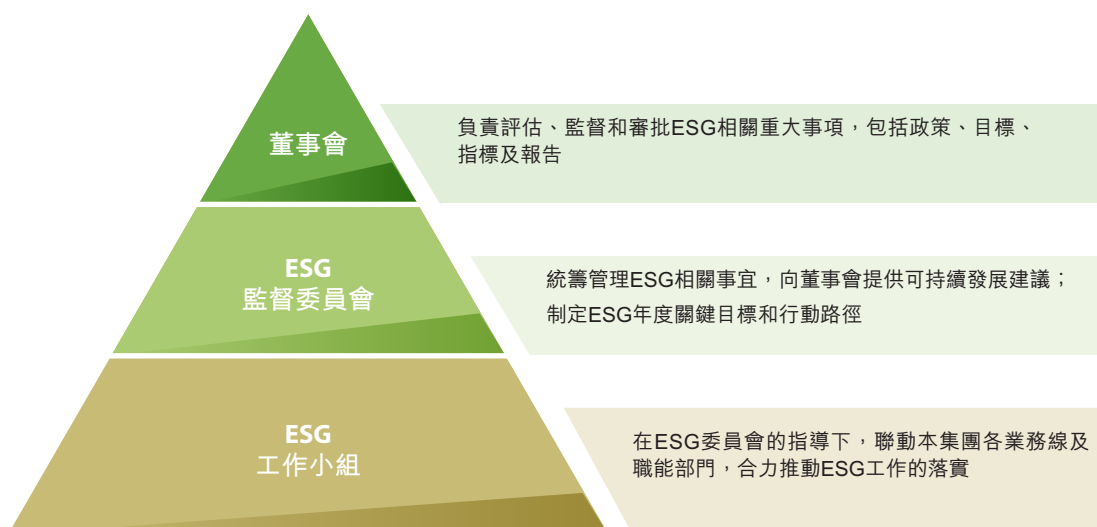 董事會
負責評估、監督和審批ESG相關重大事項，包括政策、目標、
指標及報告
ESG
監督委員會
統籌管理ESG相關事宜，向董事會提供可持續發展建議；
制定ESG年度關鍵目標和行動路徑
ESG
工作小組
在ESG委員會的指導下，聯動本集團各業務線及
職能部門，合力推動ESG工作的落實